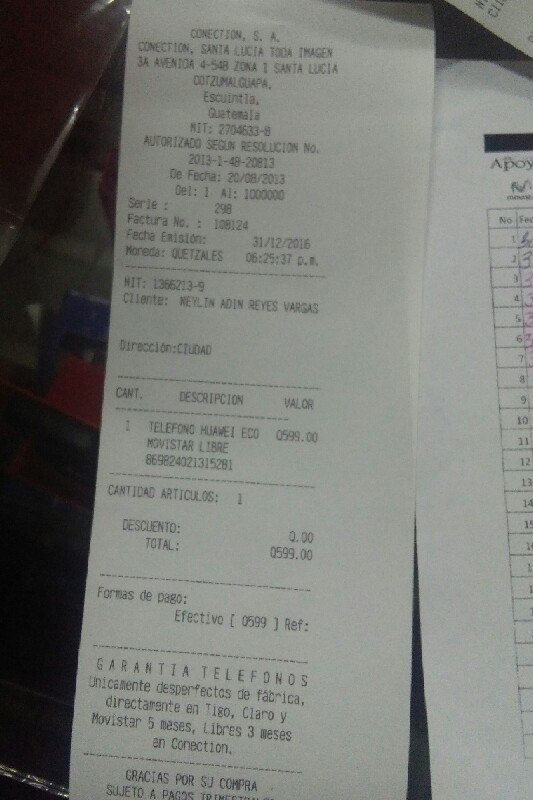 CONECTION, S. A.
CONECTION, SANTA LUCIA TODA IMAGEN
3A AVENIDA 4-548 ZONA 1 SANTA LUCIA
COTZUMALGUAPA,
Escuintla,
Guatemala
NIT: 2704633-8
AUTORIZADO SEGUN RESOLUCION No.
2013-1-48-20813
De Fecha: 20/08/2013
Del: 1 Al: 1000000
Serie : 298
Factura No. : 108124
Fecha Emisión: 31/12/2016
Moneda: QUETZALES 06:25:37 p.m.
NIT: 1366213-9
Cliente: MEYLIN ADIN REYES VARGAS
Dirección:CIUDAD
CANT. DESCRIPCION VALOR
1 TELEFONO HUAWEI ECO Q599.00
MOVISTAR LIBRE
869824021315281
CANTIDAD ARTICULOS: 1
DESCUENTO: 0.00
TOTAL: Q599.00
Formas de pago:
Efectivo [ Q599 ] Ref:
GARANTIA TELEFONOS
Unicamente desperfectos de fábrica,
directamente en Tigo, Claro y
Movistar 5 meses, Libres 3 meses
en Conection.
GRACIAS POR SU COMPRA
SUJETO A PAGOS
Apoy
No Fec
1
2
3
4
5
6
7
8
9
10
11
12
13
14
15
16